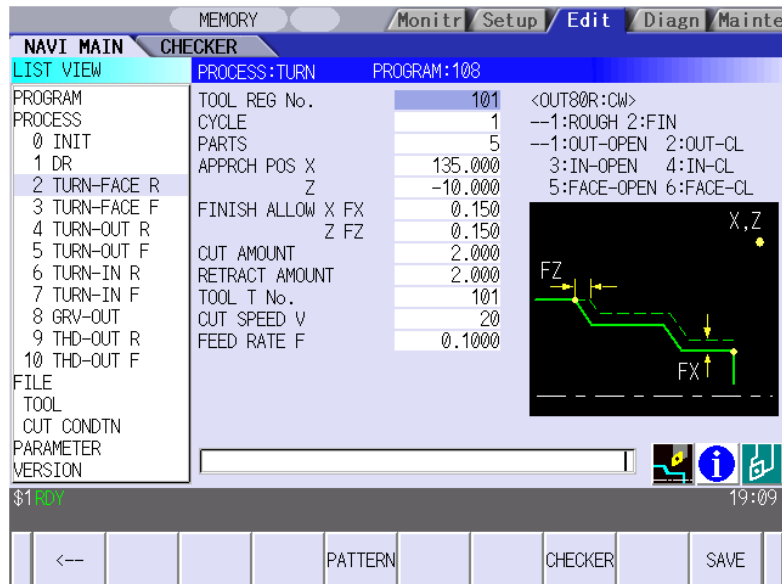 MEMORY
Monitr Setup Edit Diagn Mainte
NAVI MAIN CHECKER
LIST VIEW
PROCESS:TURN PROGRAM:108
PROGRAM
PROCESS
0 INIT
1 DR
2 TURN-FACE R
3 TURN-FACE F
4 TURN-OUT R
5 TURN-OUT F
6 TURN-IN R
7 TURN-IN F
8 GRV-OUT
9 THD-OUT R
10 THD-OUT F
FILE
TOOL
CUT CONDTN
PARAMETER
VERSION
TOOL REG No. 101
CYCLE 1
PARTS 5
APPRCH POS X 135.000
Z -10.000
FINISH ALLOW X FX 0.150
Z FZ 0.150
CUT AMOUNT 2.000
RETRACT AMOUNT 2.000
TOOL T No. 101
CUT SPEED V 20
FEED RATE F 0.1000
<OUT80R:CW>
--1:ROUGH 2:FIN
--1:OUT-OPEN 2:OUT-CL
3:IN-OPEN 4:IN-CL
5:FACE-OPEN 6:FACE-CL
X,Z
FZ
FX
i
$1 RDY 19:09
<-- PATTERN CHECKER SAVE